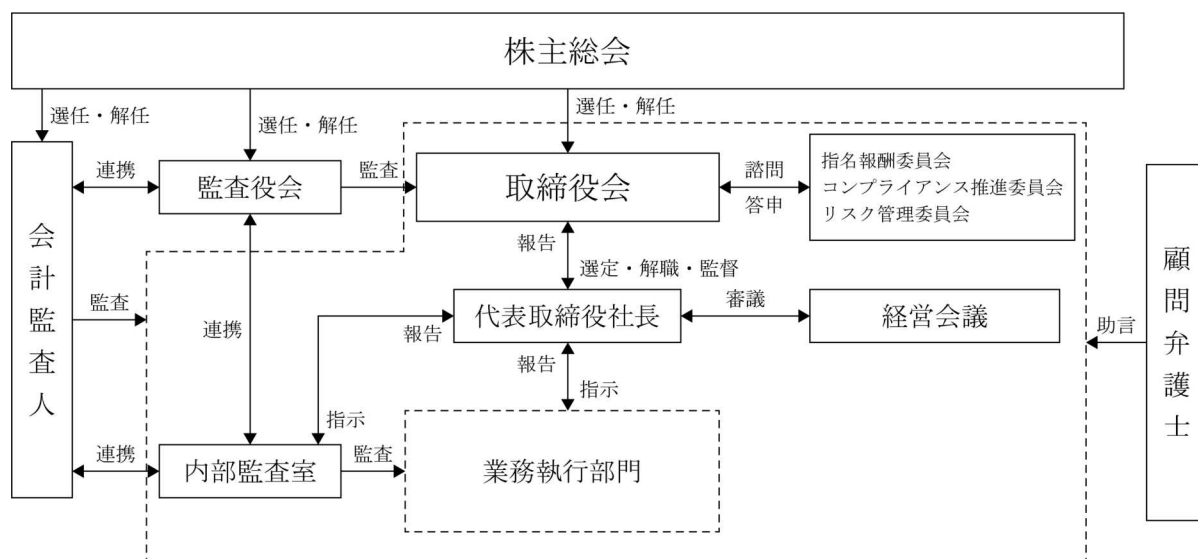 株主総会
選任・解任
選任・解任
選任・解任
会計監査人
連携
監査役会
監査
取締役会
諮問
答申
指名報酬委員会
コンプライアンス推進委員会
リスク管理委員会
顧問弁護士
報告
選定・解職・監督
監査
連携
報告
代表取締役社長
審議
経営会議
助言
報告
指示
指示
連携
内部監査室
監査
業務執行部門